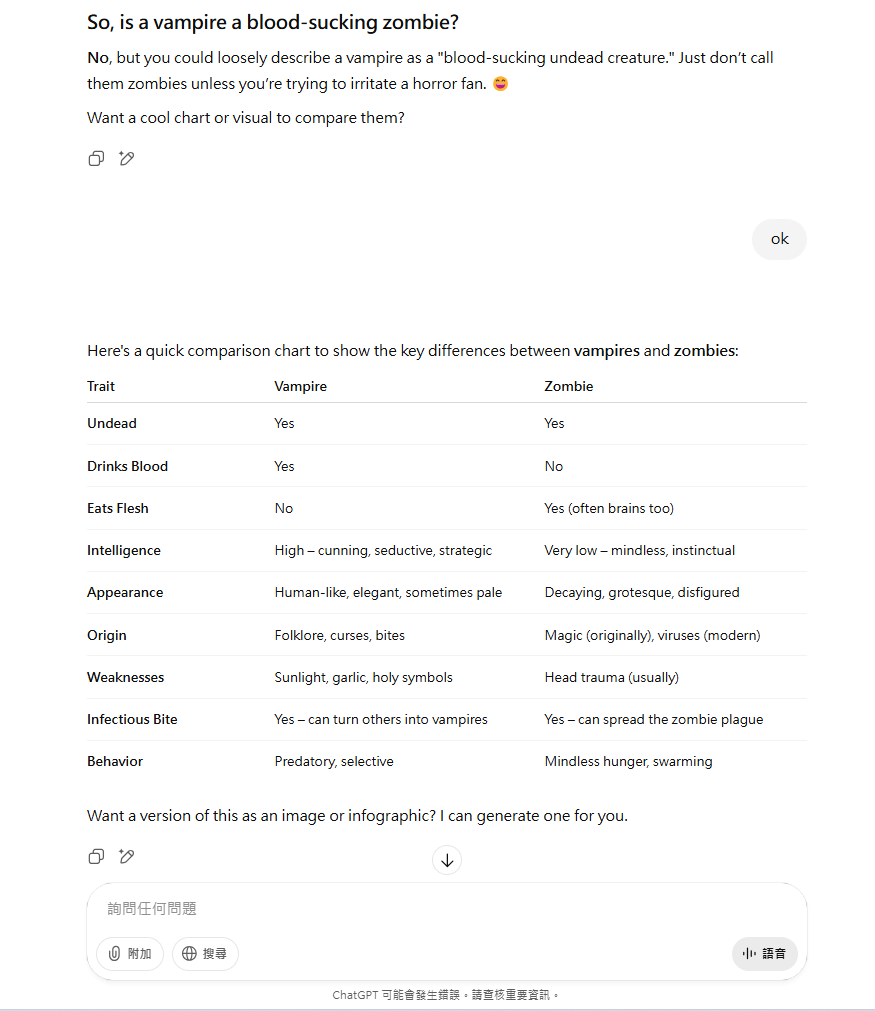 So, is a vampire a blood-sucking zombie?
No, but you could loosely describe a vampire as a "blood-sucking undead creature." Just don’t call
them zombies unless you’re trying to irritate a horror fan. 😄
Want a cool chart or visual to compare them?
ok
Here's a quick comparison chart to show the key differences between vampires and zombies:
Trait Vampire Zombie
Undead Yes Yes
Drinks Blood Yes No
Eats Flesh No Yes (often brains too)
Intelligence High – cunning, seductive, strategic Very low – mindless, instinctual
Appearance Human-like, elegant, sometimes pale Decaying, grotesque, disfigured
Origin Folklore, curses, bites Magic (originally), viruses (modern)
Weaknesses Sunlight, garlic, holy symbols Head trauma (usually)
Infectious Bite Yes – can turn others into vampires Yes – can spread the zombie plague
Behavior Predatory, selective Mindless hunger, swarming
Want a version of this as an image or infographic? I can generate one for you.
詢問任何問題
附加 搜尋 語音
ChatGPT 可能會發生錯誤。請查核重要資訊。